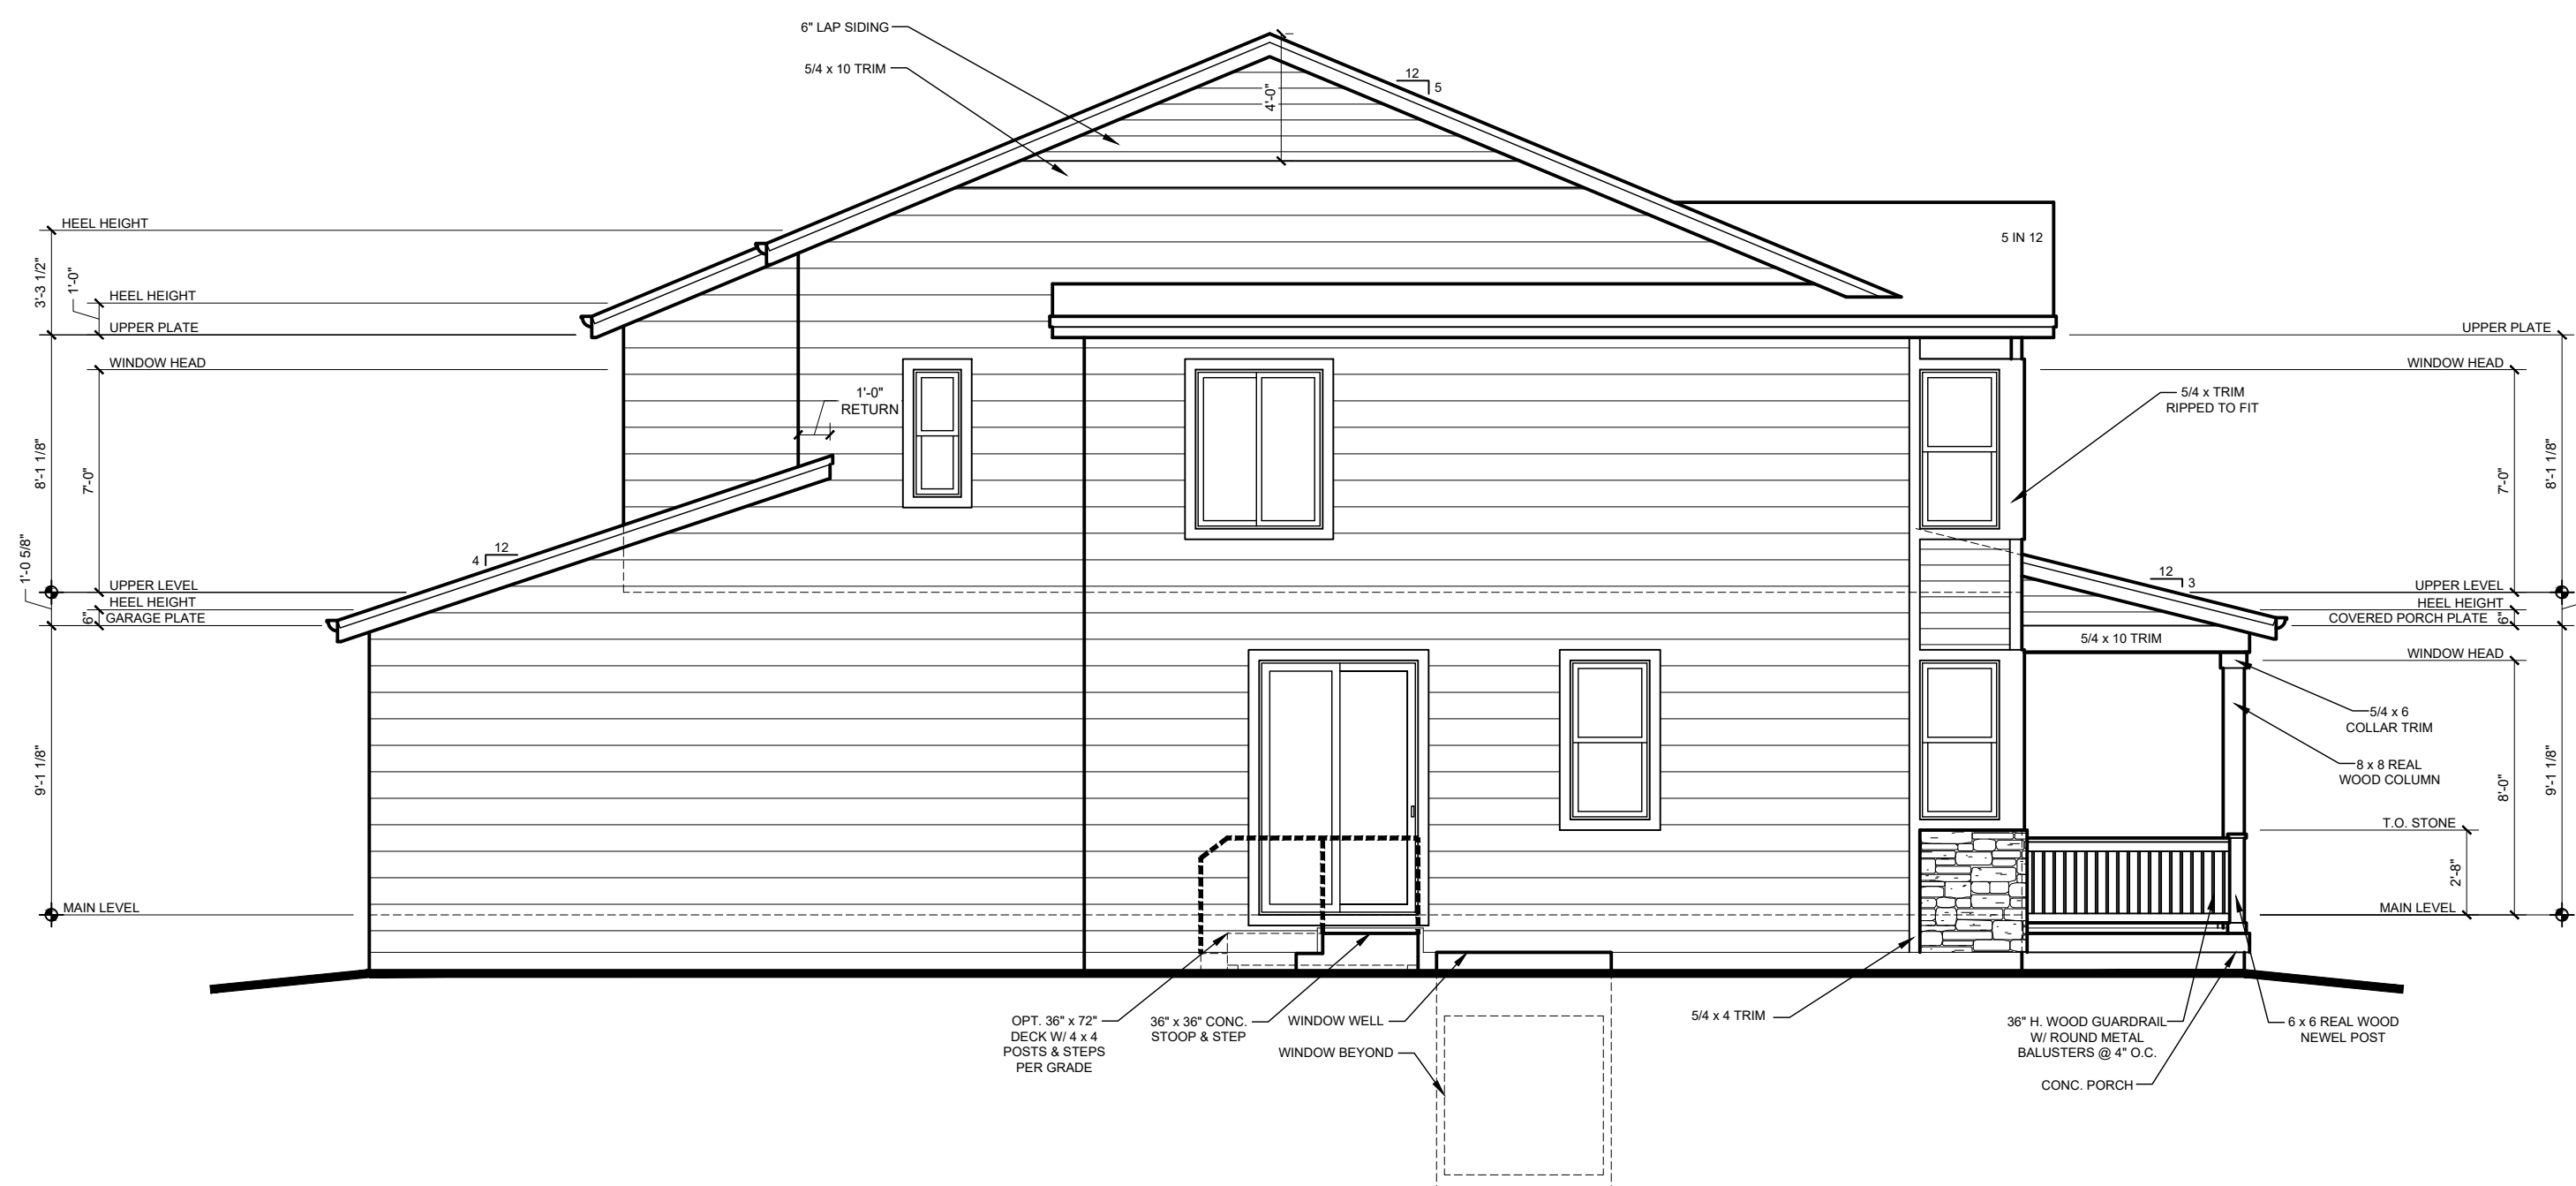 6" LAP SIDING
5/4 x 10 TRIM
12
5
4'-0"
5 IN 12
HEEL HEIGHT
3'-3 1/2"
1'-0"
HEEL HEIGHT
UPPER PLATE
WINDOW HEAD
8'-1 1/8"
7'-0"
1'-0"
RETURN
12
4
1'-0 5/8"
UPPER LEVEL
HEEL HEIGHT
6"
GARAGE PLATE
9'-1 1/8"
MAIN LEVEL
UPPER PLATE
WINDOW HEAD
5/4 x TRIM
RIPPED TO FIT
7'-0"
8'-1 1/8"
12
3
UPPER LEVEL
HEEL HEIGHT
COVERED PORCH PLATE
6"
5/4 x 10 TRIM
WINDOW HEAD
5/4 x 6
COLLAR TRIM
8 x 8 REAL
WOOD COLUMN
8'-0"
9'-1 1/8"
T.O. STONE
2'-8"
MAIN LEVEL
OPT. 36" x 72"
DECK W/ 4 x 4
POSTS & STEPS
PER GRADE
36" x 36" CONC.
STOOP & STEP
WINDOW WELL
WINDOW BEYOND
5/4 x 4 TRIM
36" H. WOOD GUARDRAIL
W/ ROUND METAL
BALUSTERS @ 4" O.C.
CONC. PORCH
6 x 6 REAL WOOD
NEWEL POST